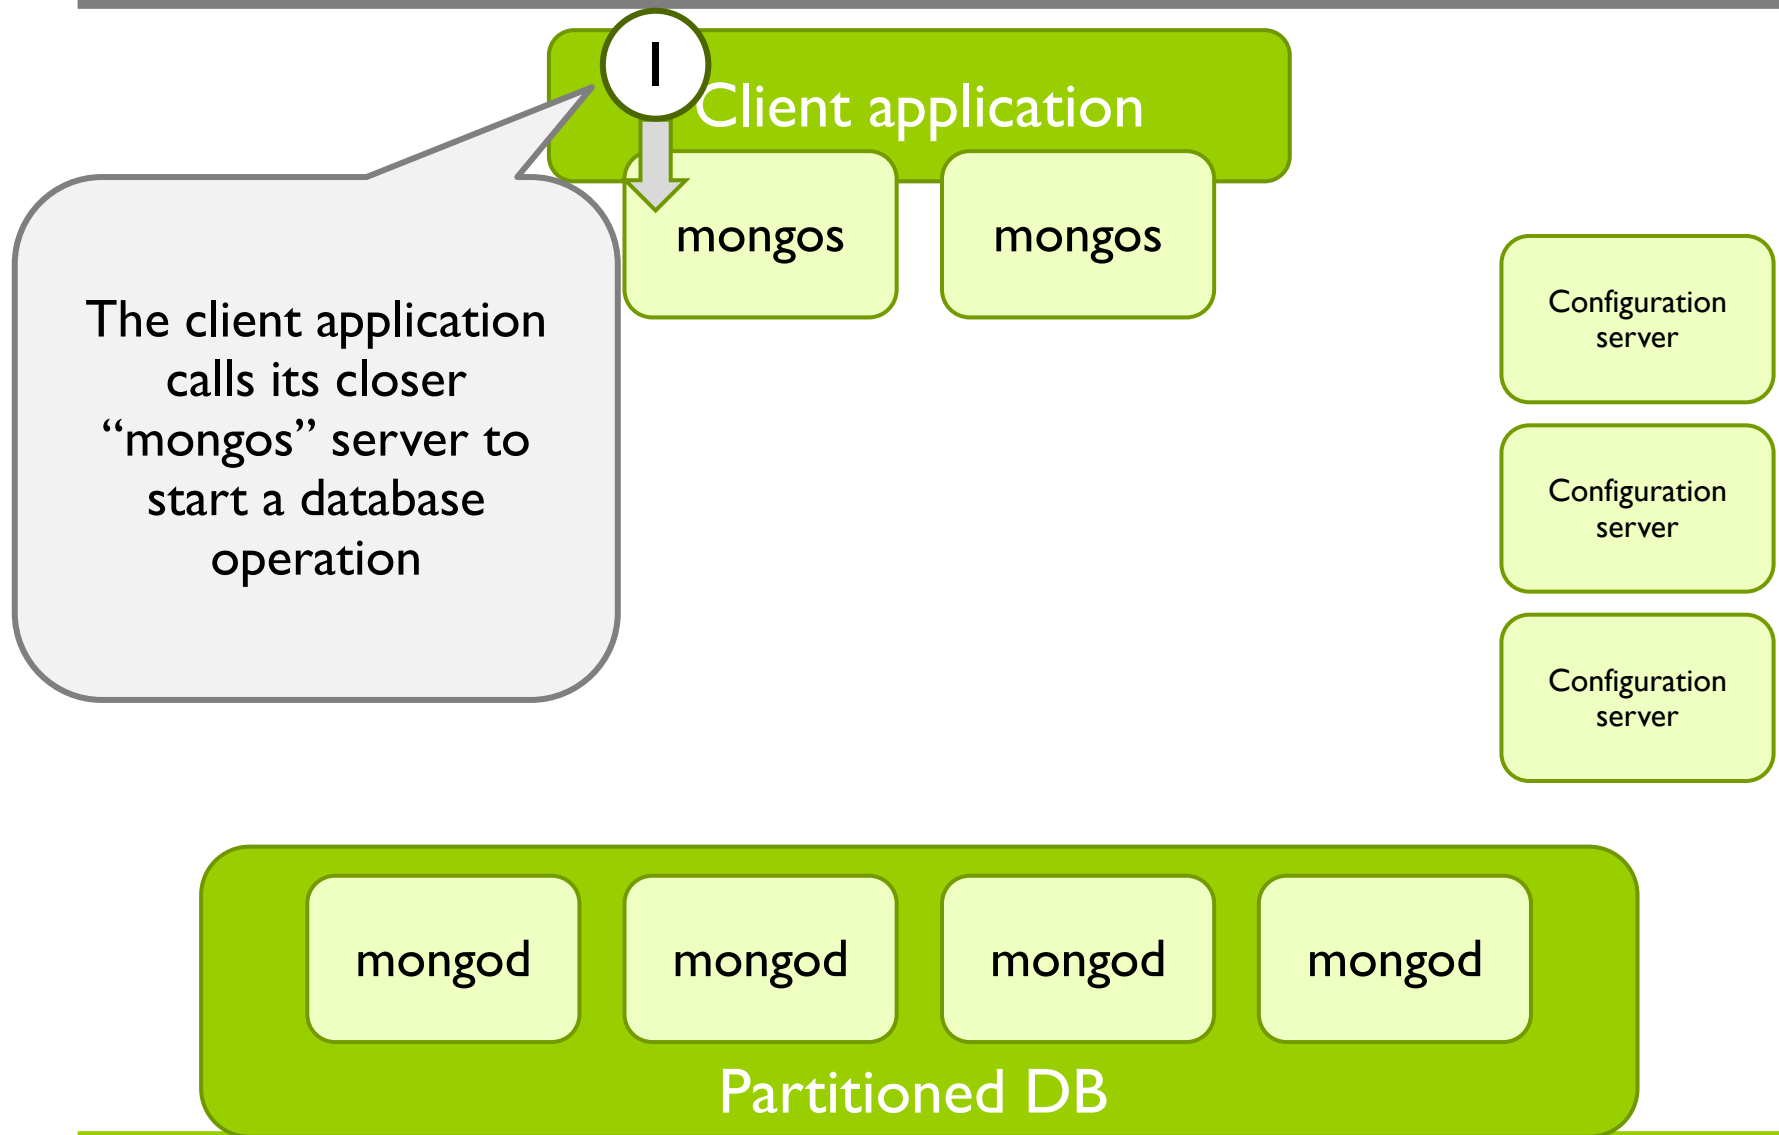 1
Client application
mongos
mongos
The client application
calls its closer
“mongos” server to
start a database
operation
Configuration
server
Configuration
server
Configuration
server
mongod
mongod
mongod
mongod
Partitioned DB